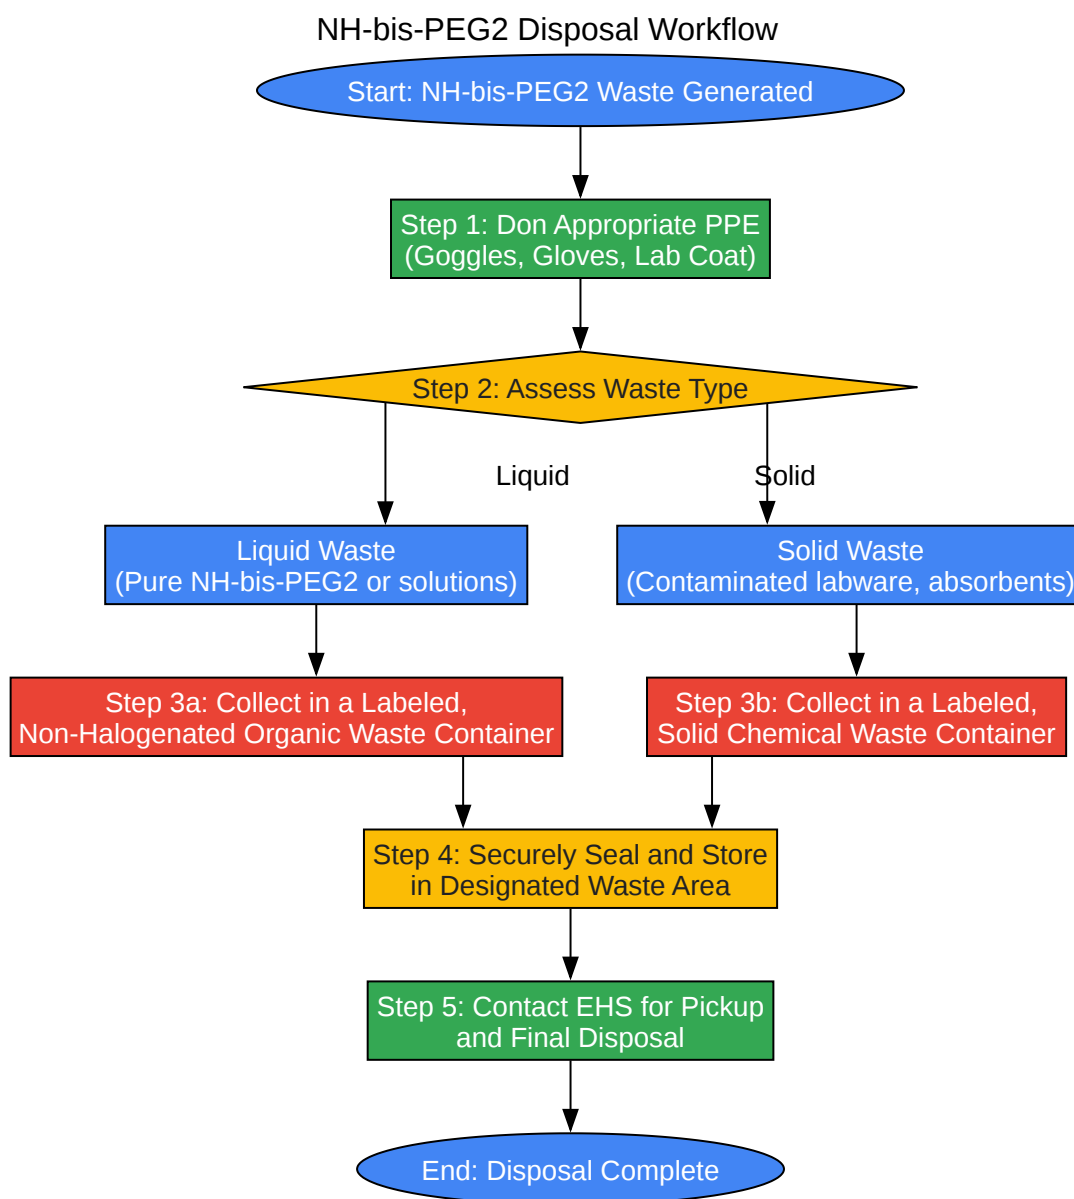 NH-bis-PEG2 Disposal Workflow
Start: NH-bis-PEG2 Waste Generated
Step 1: Don Appropriate PPE
(Goggles, Gloves, Lab Coat)
Step 2: Assess Waste Type
Liquid
Solid
Liquid Waste
(Pure NH-bis-PEG2 or solutions)
Solid Waste
(Contaminated labware, absorbents)
Step 3a: Collect in a Labeled,
Non-Halogenated Organic Waste Container
Step 3b: Collect in a Labeled,
Solid Chemical Waste Container
Step 4: Securely Seal and Store
in Designated Waste Area
Step 5: Contact EHS for Pickup
and Final Disposal
End: Disposal Complete